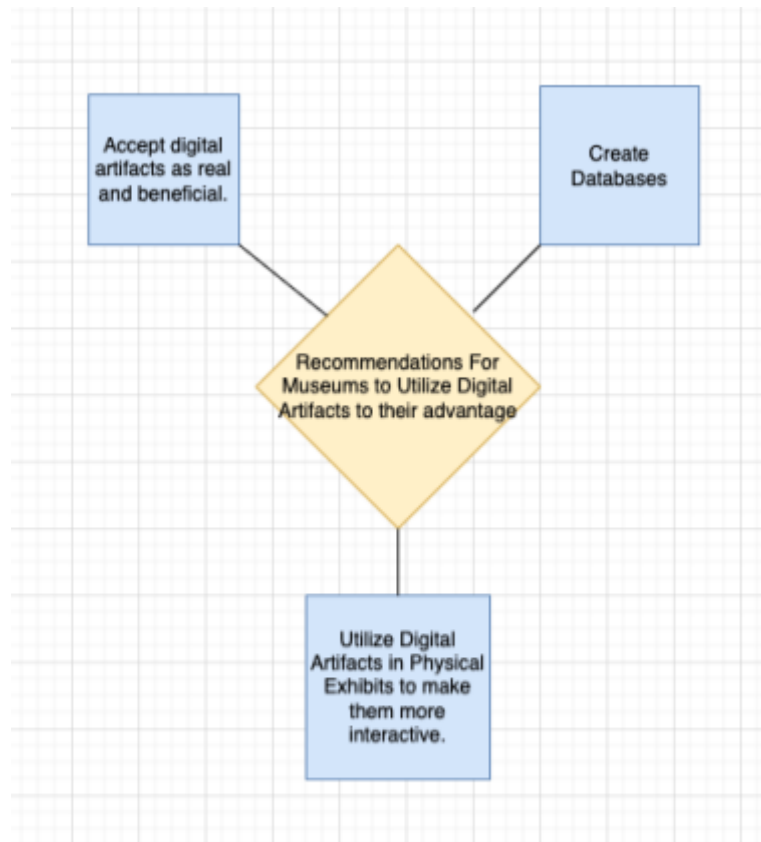 Accept digital
artifacts as real
and beneficial.
Create
Databases
Recommendations For
Museums to Utilize Digital
Artifacts to their advantage
Utilize Digital
Artifacts in Physical
Exhibits to make
them more
interactive.